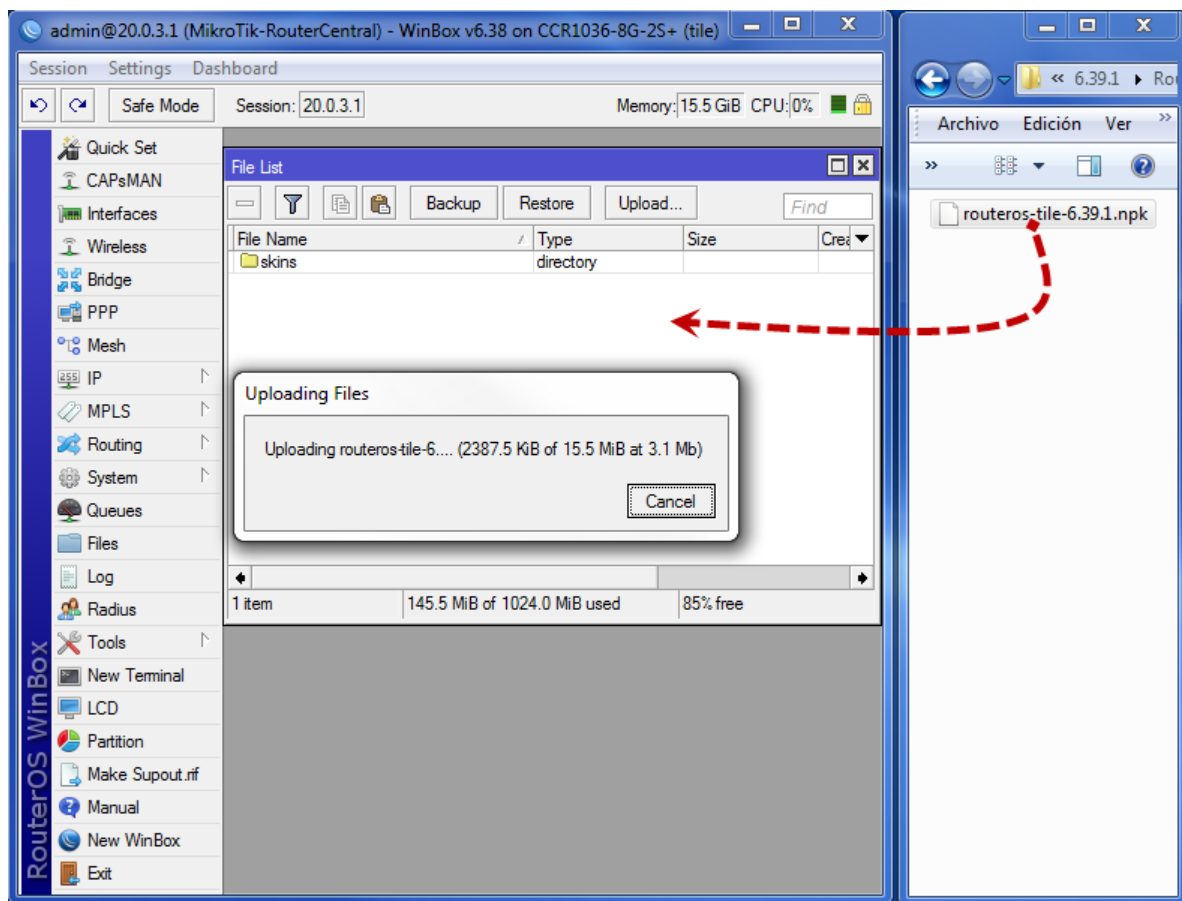 admin@20.0.3.1 (MikroTik-RouterCentral) - WinBox v6.38 on CCR1036-8G-2S+ (tile)
Session Settings Dashboard
Safe Mode Session: 20.0.3.1 Memory: 15.5 GiB CPU: 0%
Quick Set
CAPsMAN
Interfaces
Wireless
Bridge
PPP
Mesh
IP
MPLS
Routing
System
Queues
Files
Log
Radius
Tools
New Terminal
LCD
Partition
Make Supout.rif
Manual
New WinBox
Exit
RouterOS WinBox
File List
Backup Restore Upload... Find
File Name Type Size Crea
skins directory
Uploading Files
Uploading routeros-tile-6.... (2387.5 KiB of 15.5 MiB at 3.1 Mb)
Cancel
1 item 145.5 MiB of 1024.0 MiB used 85% free
« 6.39.1 Ro
Archivo Edición Ver »
»
routeros-tile-6.39.1.npk